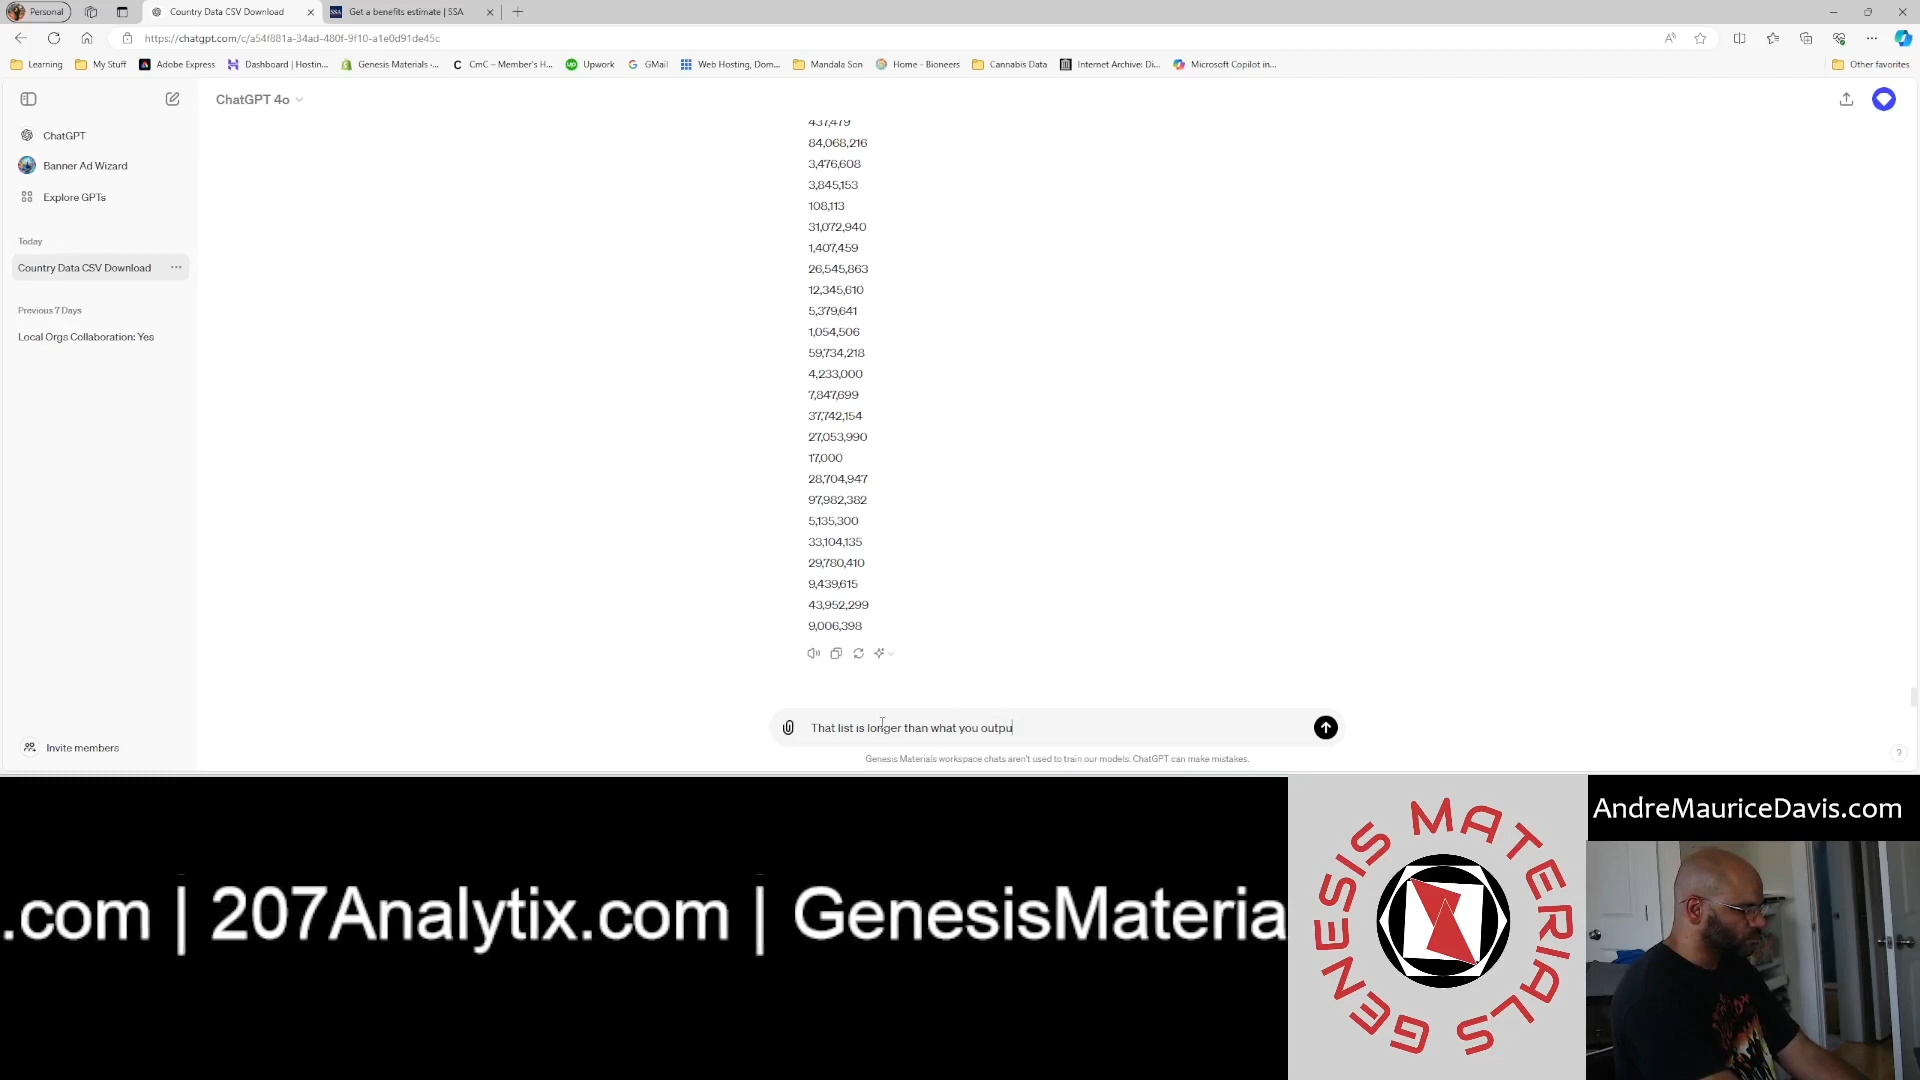 Personal
Country Data CSV Download
Get a benefits estimate | SSA
https://chatgpt.com/c/a54f881a-34ad-480f-9f10-a1e0d91de45c
Learning
My Stuff
Adobe Express
Dashboard | Hostin...
Genesis Materials -...
CmC – Member's H...
Upwork
GMail
Web Hosting, Dom...
Mandala Son
Home - Bioneers
Cannabis Data
Internet Archive: Di...
Microsoft Copilot in...
Other favorites
ChatGPT 4o
ChatGPT
Banner Ad Wizard
Explore GPTs
Today
Country Data CSV Download
Previous 7 Days
Local Orgs Collaboration: Yes
Invite members
437,479
84,068,216
3,476,608
3,845,153
108,113
31,072,940
1,407,459
26,545,863
12,345,610
5,379,641
1,054,506
59,734,218
4,233,000
7,847,699
37,742,154
27,053,990
17,000
28,704,947
97,982,382
5,135,300
33,104,135
29,780,410
9,439,615
43,952,299
9,006,398
That list is longer than what you outpu
Genesis Materials workspace chats aren't used to train our models. ChatGPT can make mistakes.
?
.com | 207Analytix.com | GenesisMateria
GENESIS MATERIALS
AndreMauriceDavis.com